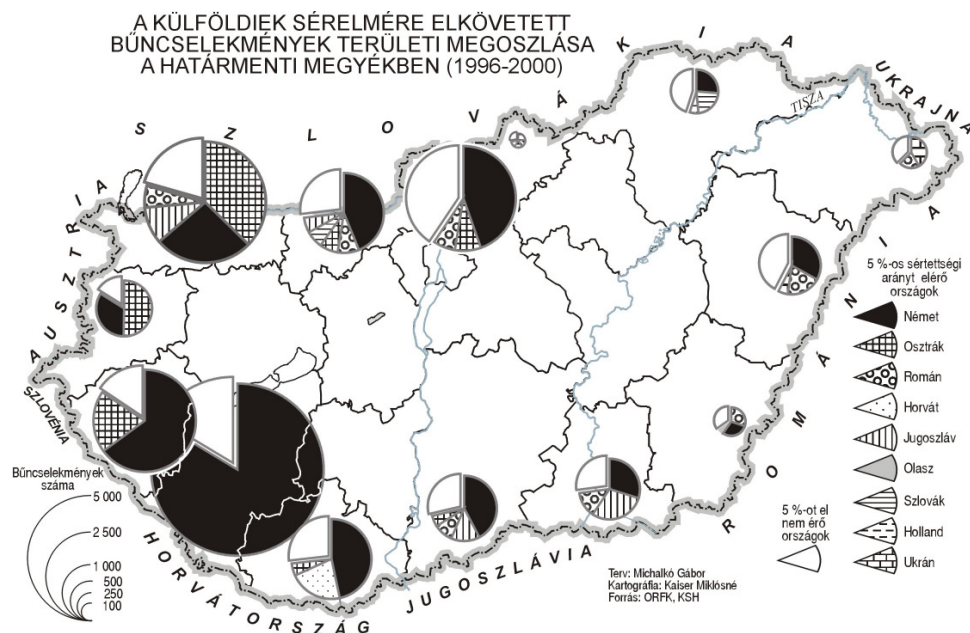 A KÜLFÖLDIEK SÉRELMÉRE ELKÖVETETT
BŰNCSELEKMÉNYEK TERÜLETI MEGOSZLÁSA
A HATÁRMENTI MEGYÉKBEN (1996-2000)
SZLOVÁKIA
UKRAJNA
TISZA
AUSZTRIA
SZLOVÉNIA
HORVÁTORSZÁG
JUGOSZLÁVIA
ROMÁNIA
5 %-os sértettségi
arányt elérő
országok
Német
Osztrák
Román
Horvát
Jugoszláv
Olasz
Szlovák
Holland
Ukrán
5 %-ot el
nem érő
országok
Bűncselekmények
száma
5 000
2 500
1 000
500
250
100
Terv: Michalkó Gábor
Kartográfia: Kaiser Miklósné
Forrás: ORFK, KSH